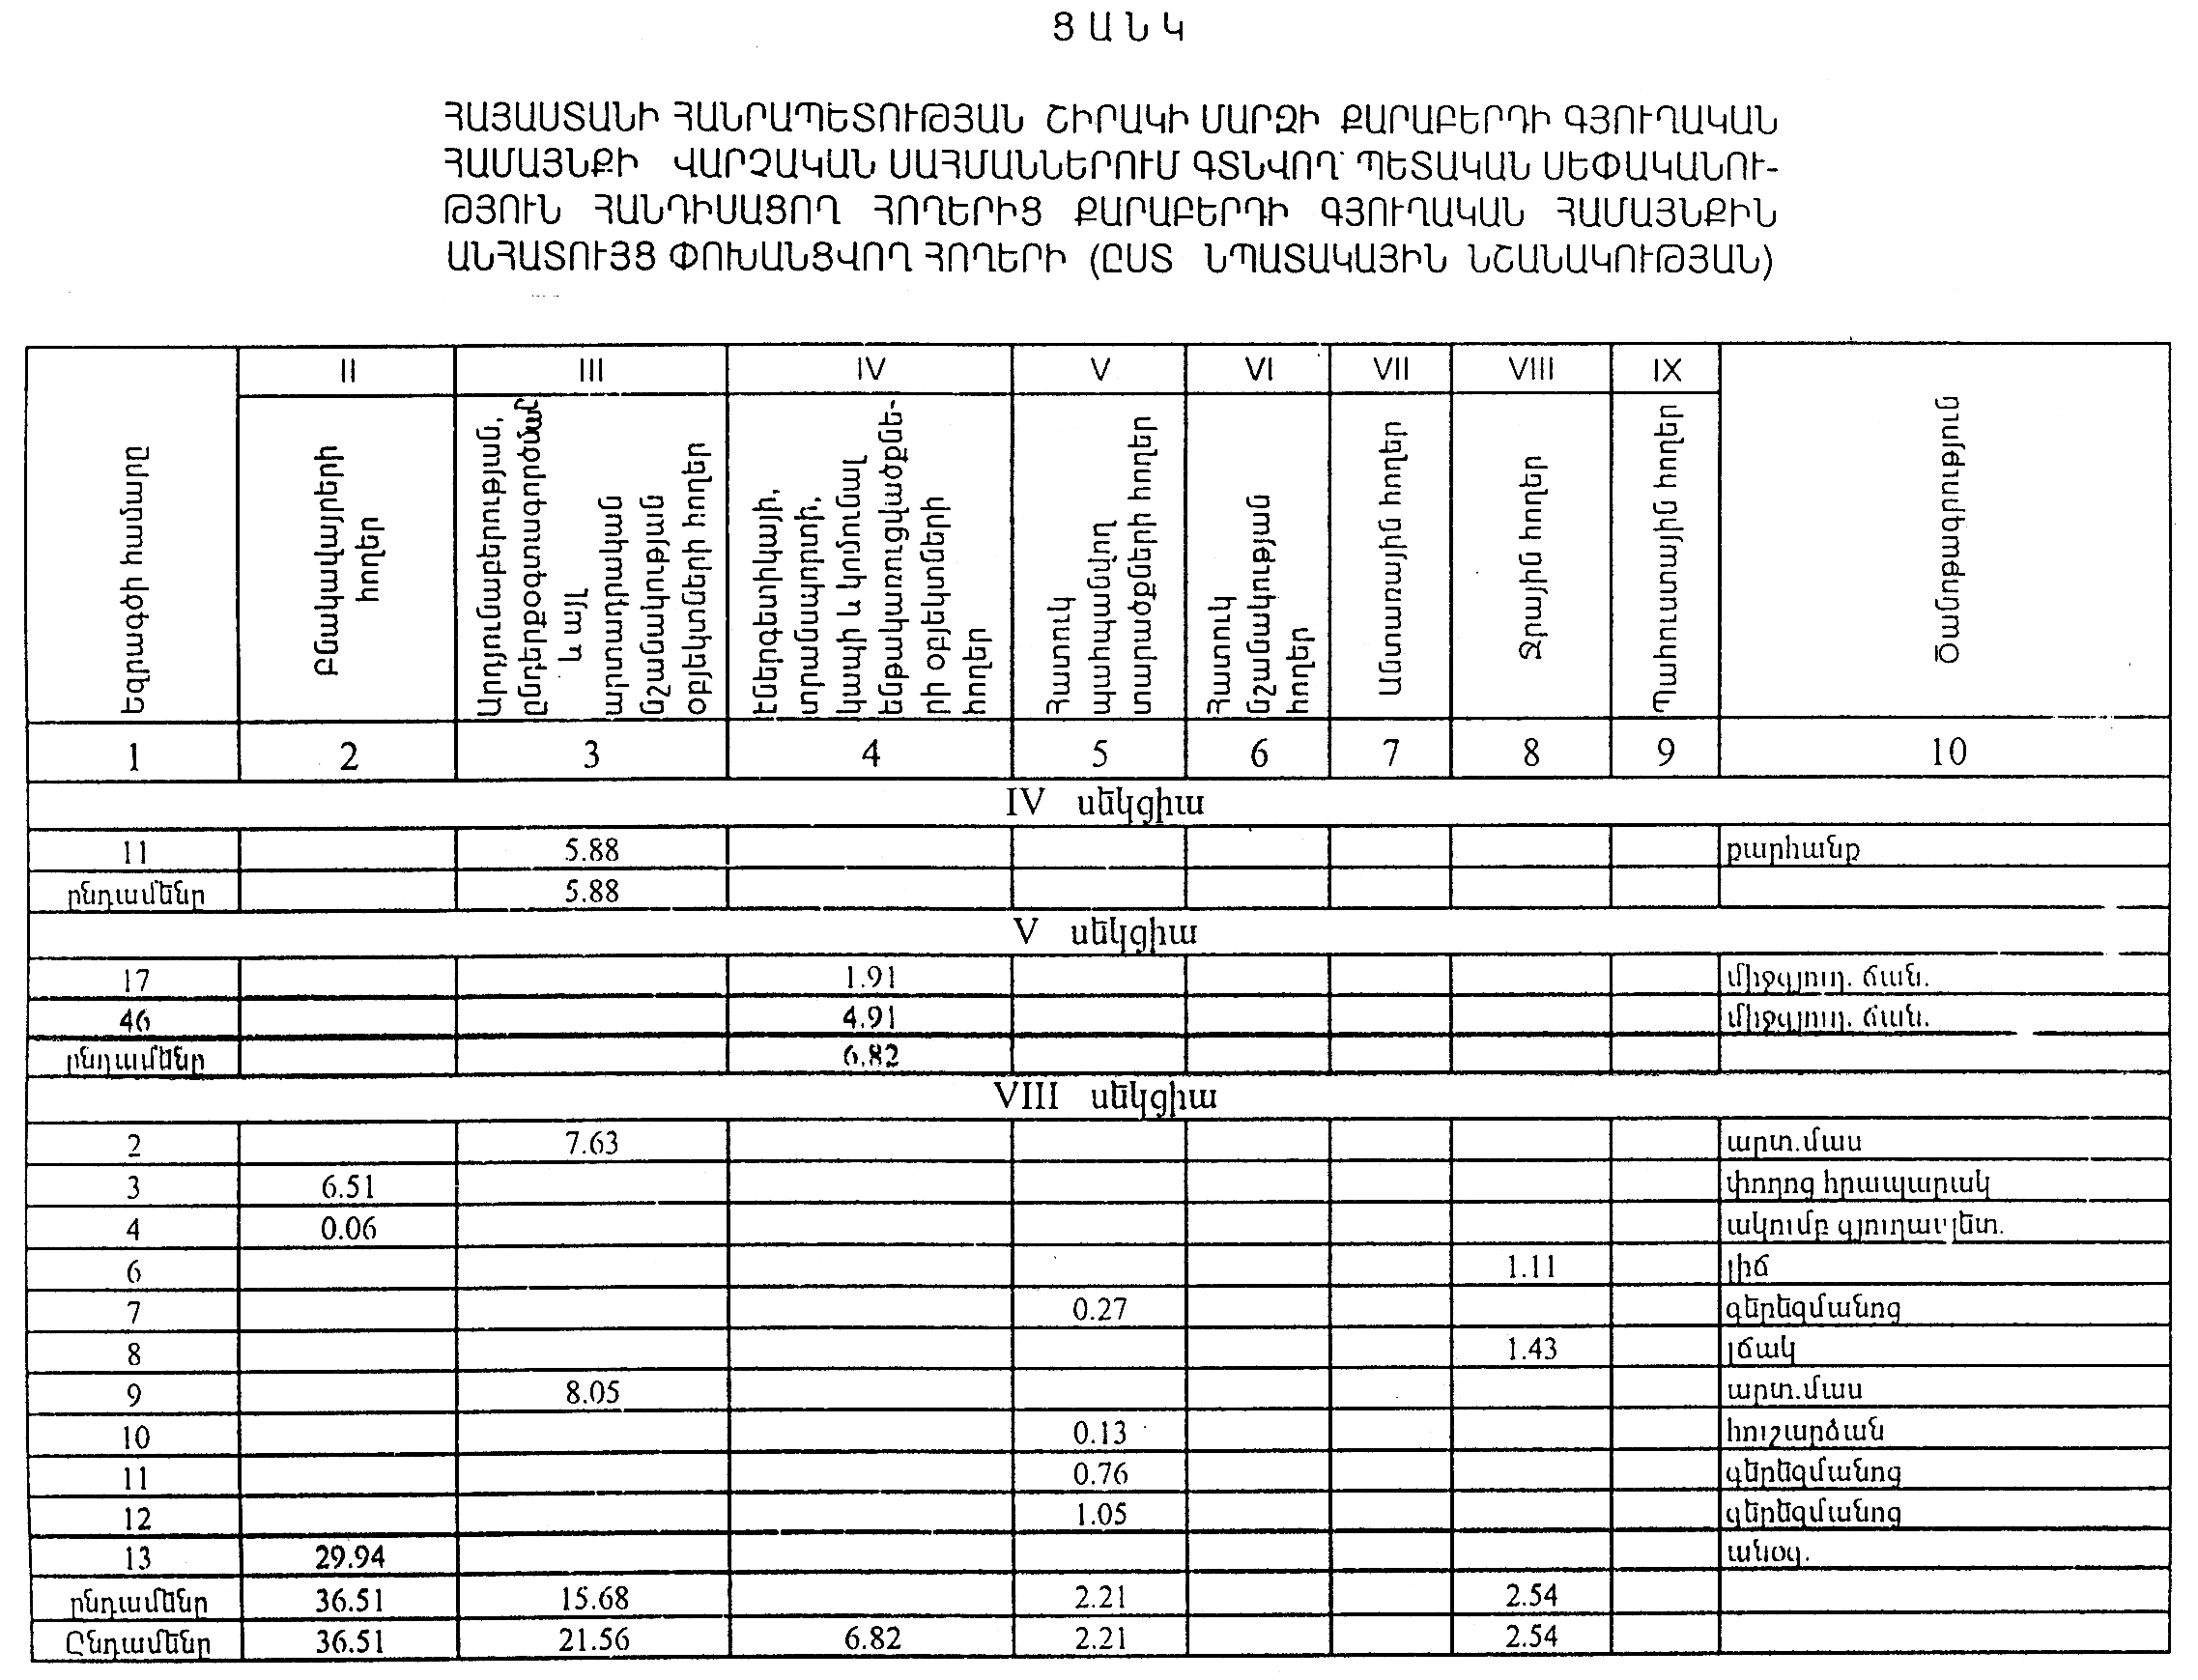 Ց Ա Ն Կ
ՀԱՅԱՍՏԱՆԻ ՀԱՆՐԱՊԵՏՈՒԹՅԱՆ ՇԻՐԱԿԻ ՄԱՐԶԻ ՔԱՐԱԲԵՐԴԻ ԳՅՈՒՂԱԿԱՆ
ՀԱՄԱՅՆՔԻ ՎԱՐՉԱԿԱՆ ՍԱՀՄԱՆՆԵՐՈՒՄ ԳՏՆՎՈՂ՝ ՊԵՏԱԿԱՆ ՍԵՓԱԿԱՆՈՒ-
ԹՅՈՒՆ ՀԱՆԴԻՍԱՑՈՂ ՀՈՂԵՐԻՑ ՔԱՐԱԲԵՐԴԻ ԳՅՈՒՂԱԿԱՆ ՀԱՄԱՅՆՔԻՆ
ԱՆՀԱՏՈՒՅՑ ՓՈԽԱՆՑՎՈՂ ՀՈՂԵՐԻ (ԸՍՏ ՆՊԱՏԱԿԱՅԻՆ ՆՇԱՆԱԿՈՒԹՅԱՆ)
II III IV V VI VII VIII IX
Եզրագծի համարը
Բնակավայրերի
հողեր
Արդյունաբերության,
ընդերքօգտագործման
և այլ
արտադրական
նշանակության
օբյեկտների հողեր
Էներգետիկայի,
տրանսպորտի,
կապի և կոմունալ
ենթակառուցվածքնե-
րի օբյեկտների
հողեր
Հատուկ
պահպանվող
տարածքների հողեր
Հատուկ
նշանակության
հողեր
Անտառային հողեր
Ջրային հողեր
Պահուստային հողեր
Ծանոթագրություն
1 2 3 4 5 6 7 8 9 10
IV սեկցիա
11 5.88 քարհանք
ընդամենը 5.88
V սեկցիա
17 1.91 միջգյուղ. ճան.
46 4.91 միջգյուղ. ճան.
ընդամենը 6.82
VIII սեկցիա
2 7.63 արտ.մաս
3 6.51 փողոց հրապարակ
4 0.06 ակումբ գյուղապետ.
6 1.11 լիճ
7 0.27 գերեզմանոց
8 1.43 լճակ
9 8.05 արտ.մաս
10 0.13 հուշարձան
11 0.76 գերեզմանոց
12 1.05 գերեզմանոց
13 29.94 անօգ.
ընդամենը 36.51 15.68 2.21 2.54
Ընդամենը 36.51 21.56 6.82 2.21 2.54